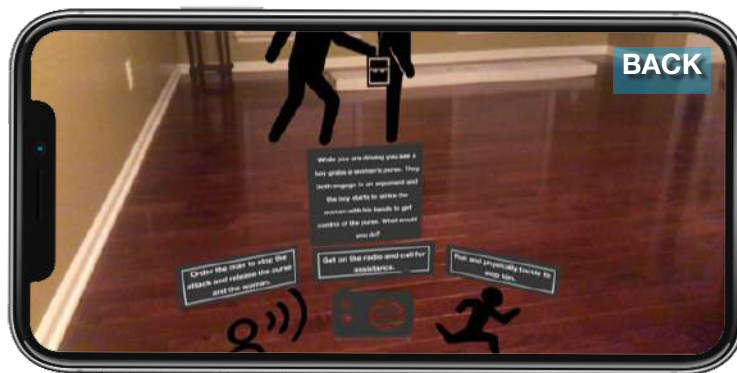 BACK
While you are driving you see a
boy grabs a woman's purse. They
both engage in an argument and
the boy starts to strike the
woman with his hands to get
control of the purse. What would
you do?
Order the man to stop the
attack and release the purse
and the woman.
Get on the radio and call for
assistance.
Run and physically tackle to
stop him.